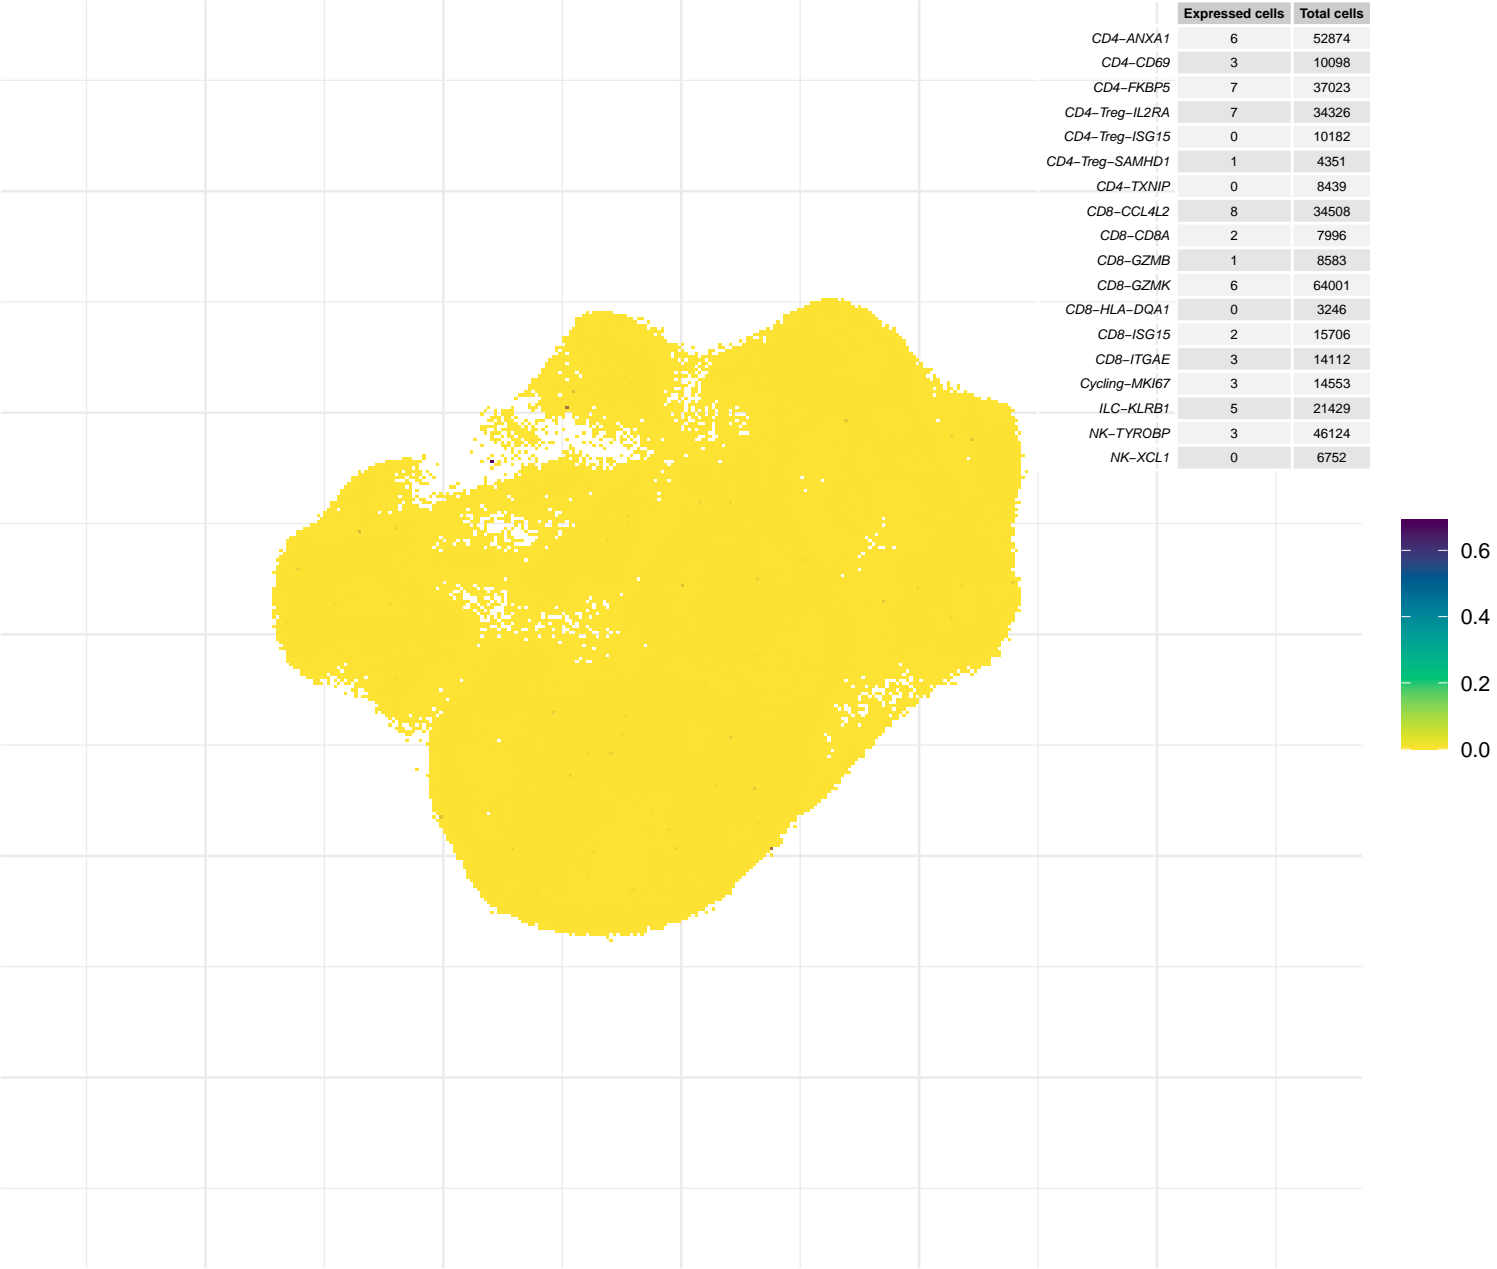 Expressed cells Total cells
CD4−ANXA1 6 52874
CD4−CD69 3 10098
CD4−FKBP5 7 37023
CD4−Treg−IL2RA 7 34326
CD4−Treg−ISG15 0 10182
CD4−Treg−SAMHD1 1 4351
CD4−TXNIP 0 8439
CD8−CCL4L2 8 34508
CD8−CD8A 2 7996
CD8−GZMB 1 8583
CD8−GZMK 6 64001
CD8−HLA−DQA1 0 3246
CD8−ISG15 2 15706
CD8−ITGAE 3 14112
Cycling−MKI67 3 14553
ILC−KLRB1 5 21429
NK−TYROBP 3 46124
NK−XCL1 0 6752
0.6
0.4
0.2
0.0